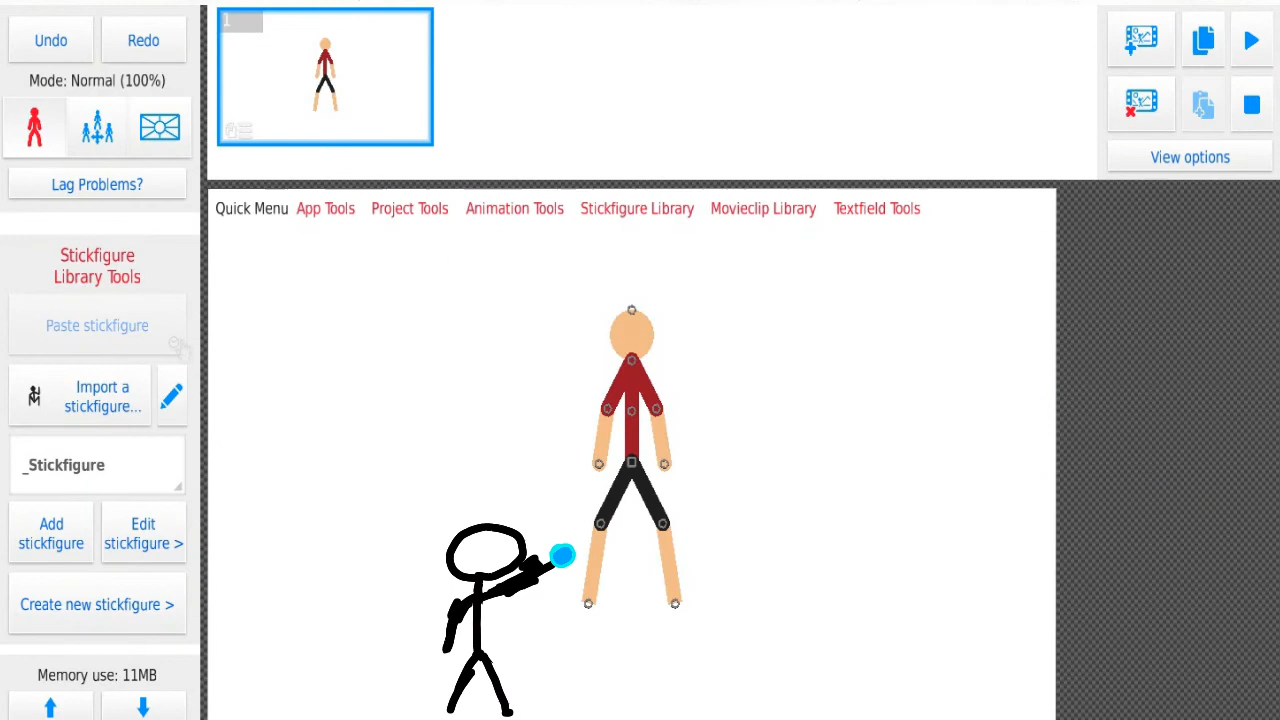 Undo
Redo
Mode: Normal (100%)
Lag Problems?
Stickfigure
Library Tools
Paste stickfigure
Import a
stickfigure...
_Stickfigure
Add
stickfigure
Edit
stickfigure >
Create new stickfigure >
Memory use: 11MB
1
View options
Quick Menu App Tools Project Tools Animation Tools Stickfigure Library Movieclip Library Textfield Tools